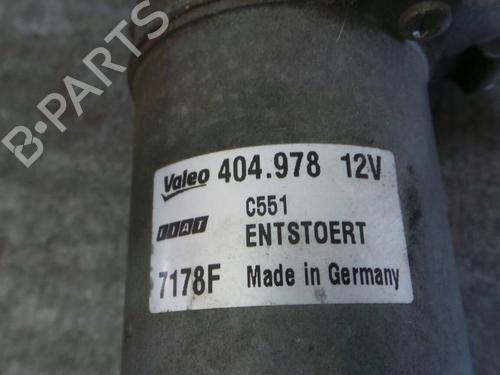 B-PARTS
Valeo 404.978 12V
C551
FIAT ENTSTOERT
7178F Made in Germany